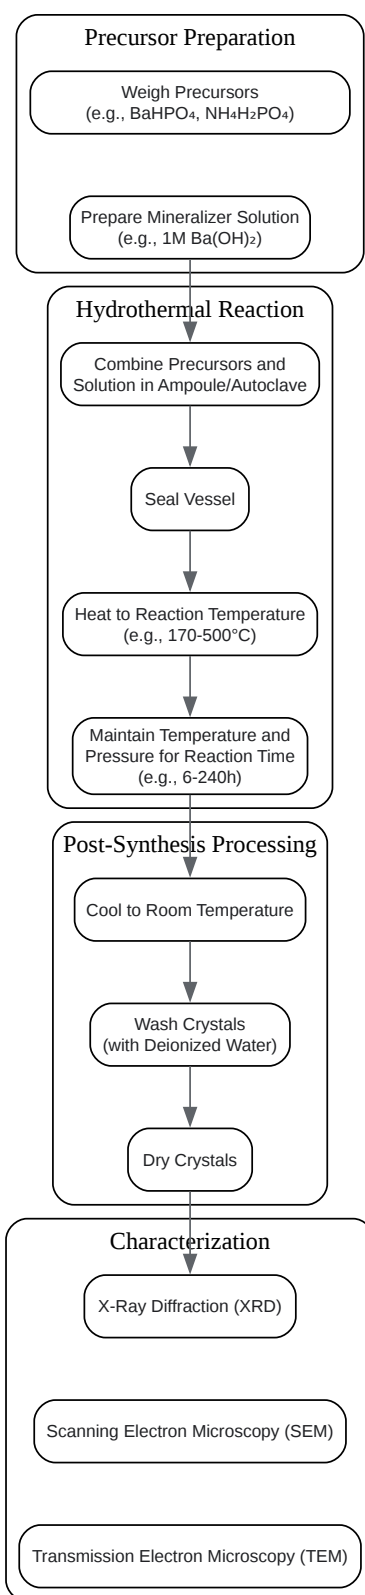 Precursor Preparation
Weigh Precursors
(e.g., BaHPO₄, NH₄H₂PO₄)
Prepare Mineralizer Solution
(e.g., 1M Ba(OH)₂)
Hydrothermal Reaction
Combine Precursors and
Solution in Ampoule/Autoclave
Seal Vessel
Heat to Reaction Temperature
(e.g., 170-500°C)
Maintain Temperature and
Pressure for Reaction Time
(e.g., 6-240h)
Post-Synthesis Processing
Cool to Room Temperature
Wash Crystals
(with Deionized Water)
Dry Crystals
Characterization
X-Ray Diffraction (XRD)
Scanning Electron Microscopy (SEM)
Transmission Electron Microscopy (TEM)